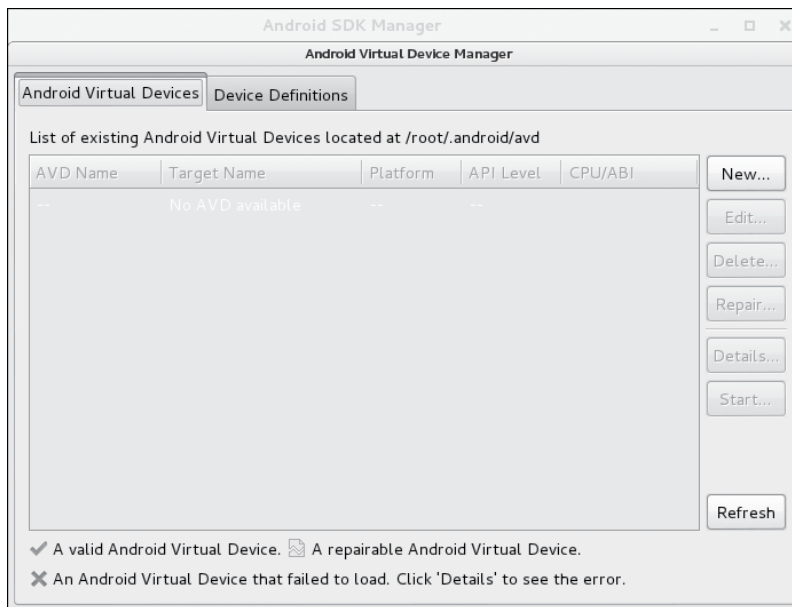 Android SDK Manager
Android Virtual Device Manager
Android Virtual Devices Device Definitions
List of existing Android Virtual Devices located at /root/.android/avd
AVD Name Target Name Platform API Level CPU/ABI
-- No AVD available -- --
New...
Edit...
Delete...
Repair...
Details...
Start...
Refresh
A valid Android Virtual Device. A repairable Android Virtual Device.
An Android Virtual Device that failed to load. Click 'Details' to see the error.